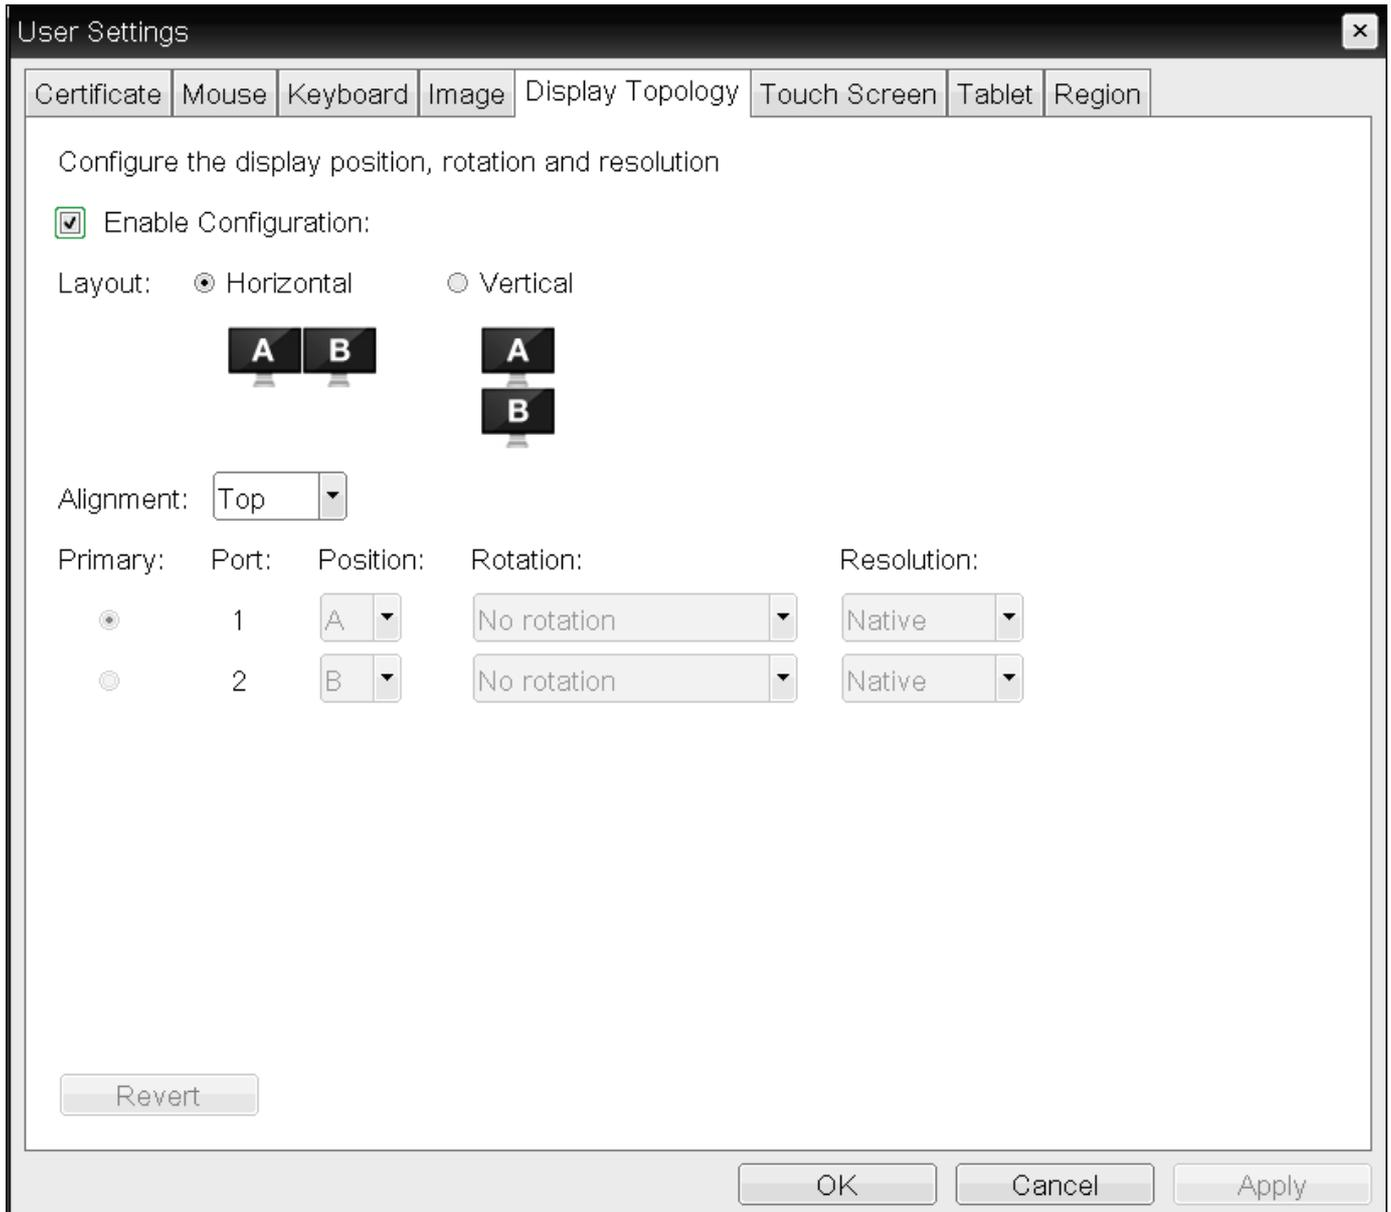 User Settings
Certificate Mouse Keyboard Image Display Topology Touch Screen Tablet Region
Configure the display position, rotation and resolution
Enable Configuration:
Layout: Horizontal Vertical
A B A
B
Alignment: Top
Primary: Port: Position: Rotation: Resolution:
1 A No rotation Native
2 B No rotation Native
Revert
OK Cancel Apply